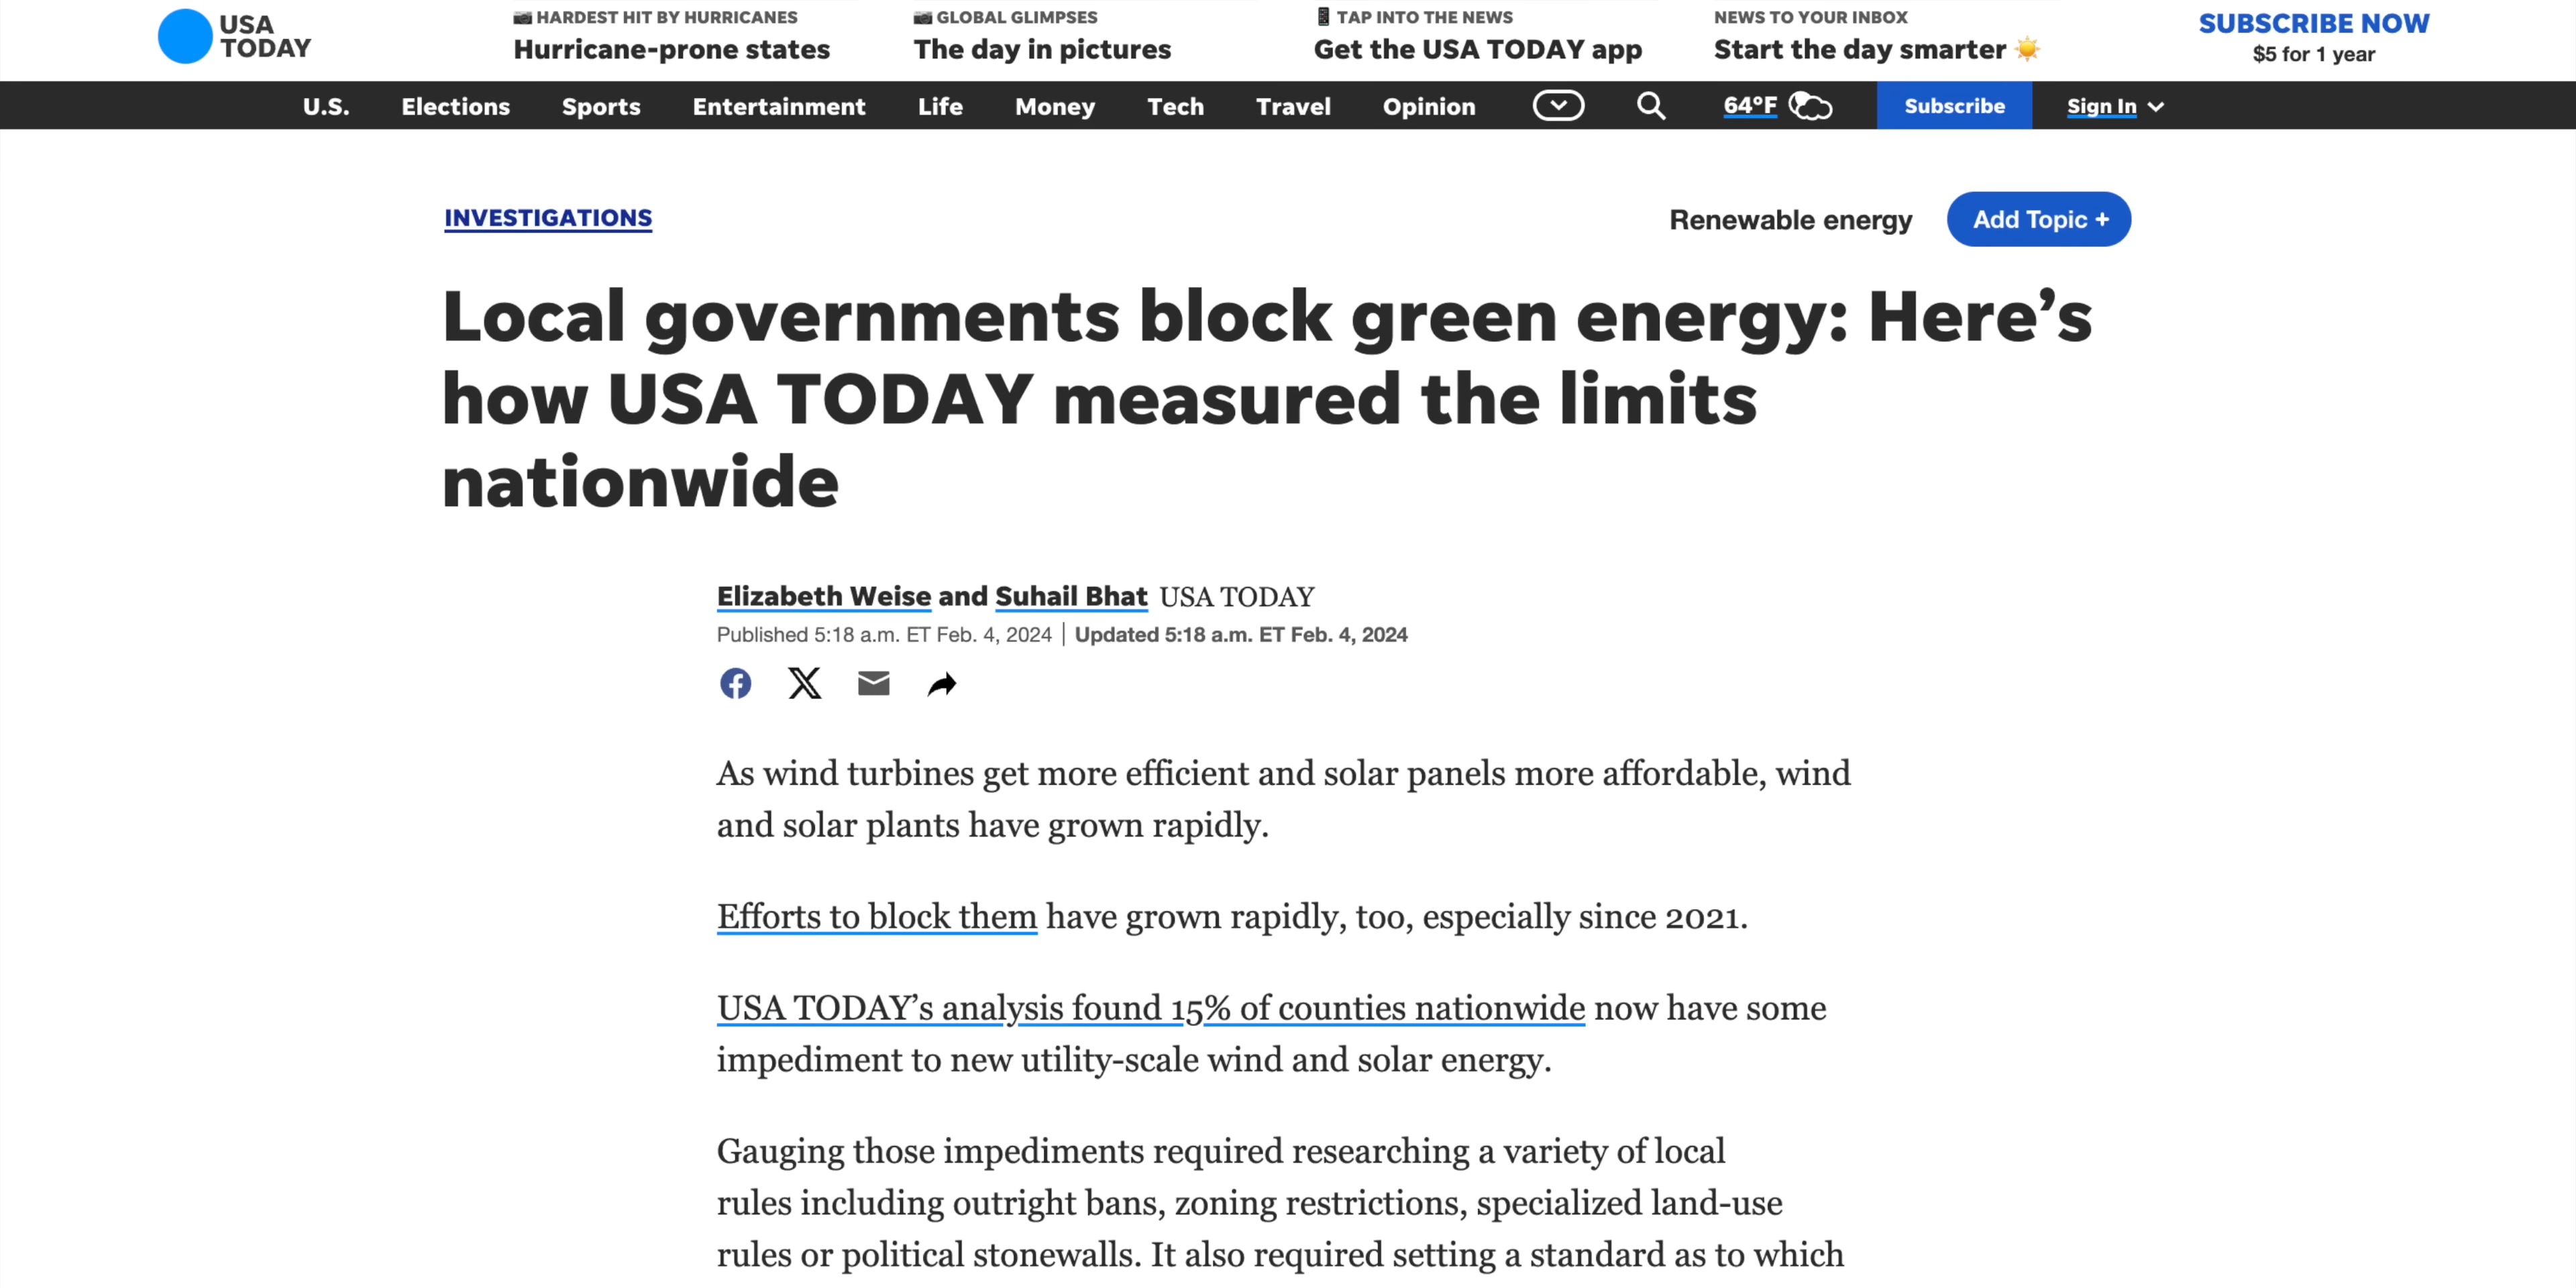 USA
TODAY
HARDEST HIT BY HURRICANES
Hurricane-prone states
GLOBAL GLIMPSES
The day in pictures
TAP INTO THE NEWS
Get the USA TODAY app
NEWS TO YOUR INBOX
Start the day smarter ☀️
SUBSCRIBE NOW
$5 for 1 year
U.S. Elections Sports Entertainment Life Money Tech Travel Opinion 64°F Subscribe Sign In
INVESTIGATIONS
Renewable energy Add Topic +
Local governments block green energy: Here’s
how USA TODAY measured the limits
nationwide
Elizabeth Weise and Suhail Bhat USA TODAY
Published 5:18 a.m. ET Feb. 4, 2024 | Updated 5:18 a.m. ET Feb. 4, 2024
As wind turbines get more efficient and solar panels more affordable, wind
and solar plants have grown rapidly.
Efforts to block them have grown rapidly, too, especially since 2021.
USA TODAY’s analysis found 15% of counties nationwide now have some
impediment to new utility-scale wind and solar energy.
Gauging those impediments required researching a variety of local
rules including outright bans, zoning restrictions, specialized land-use
rules or political stonewalls. It also required setting a standard as to which